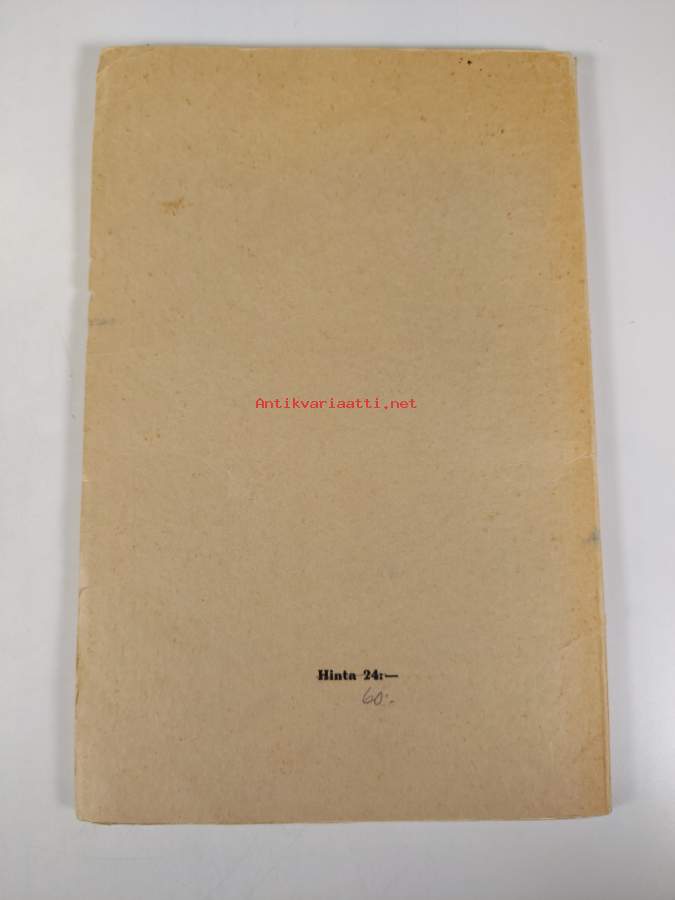 Antikvariaatti.net
Hinta 24:—
60:-